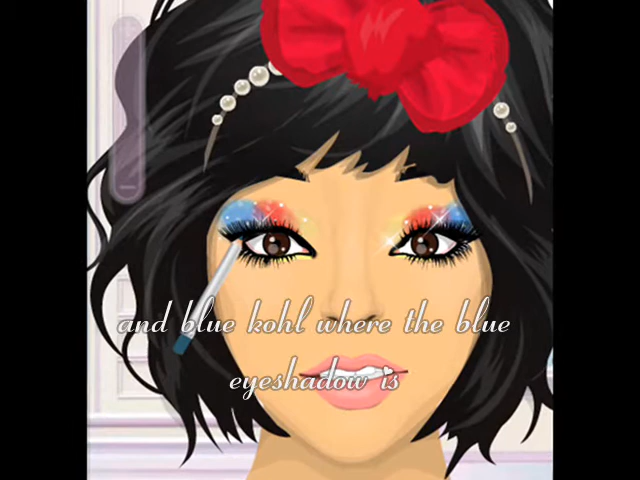 and blue kohl where the blue
eyeshadow is